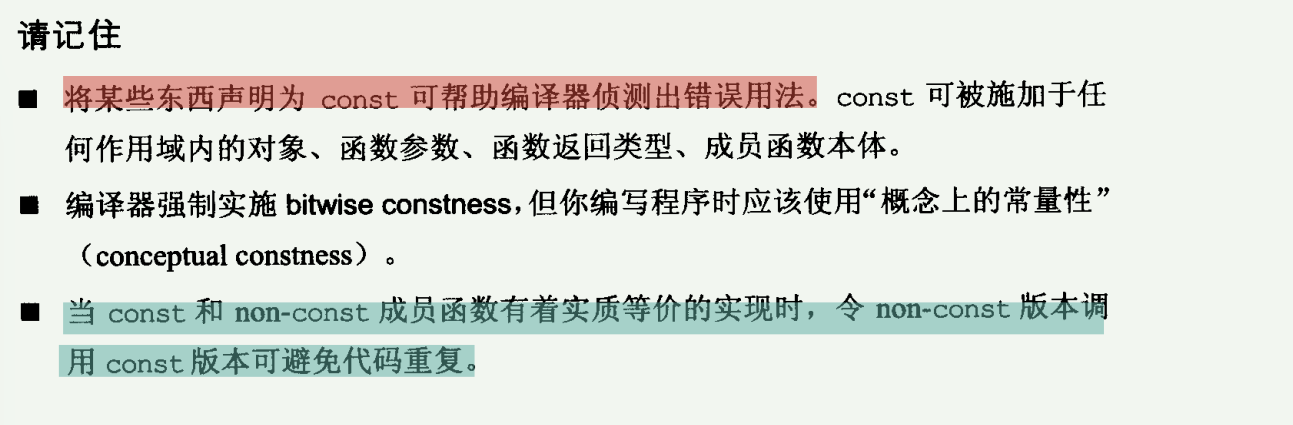 请记住
■ 将某些东西声明为 const 可帮助编译器侦测出错误用法。const 可被施加于任
何作用域内的对象、函数参数、函数返回类型、成员函数本体。
■ 编译器强制实施 bitwise constness，但你编写程序时应该使用“概念上的常量性”
（conceptual constness）。
■ 当 const 和 non-const 成员函数有着实质等价的实现时，令 non-const 版本调
用 const 版本可避免代码重复。